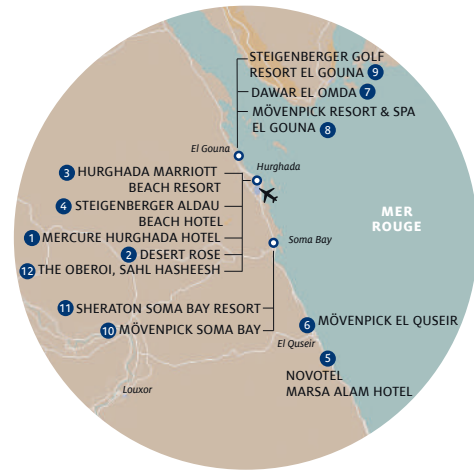 STEIGENBERGER GOLF
RESORT EL GOUNA 9
DAWAR EL OMDA 7
MÖVENPICK RESORT & SPA
EL GOUNA 8
El Gouna
Hurghada
3 HURGHADA MARRIOTT
BEACH RESORT
4 STEIGENBERGER ALDAU
BEACH HOTEL
1 MERCURE HURGHADA HOTEL
2 DESERT ROSE
12 THE OBEROI, SAHL HASHEESH
MER
ROUGE
Soma Bay
11 SHERATON SOMA BAY RESORT
10 MÖVENPICK SOMA BAY
6 MÖVENPICK EL QUSEIR
El Quseir
5
NOVOTEL
MARSA ALAM HOTEL
Louxor